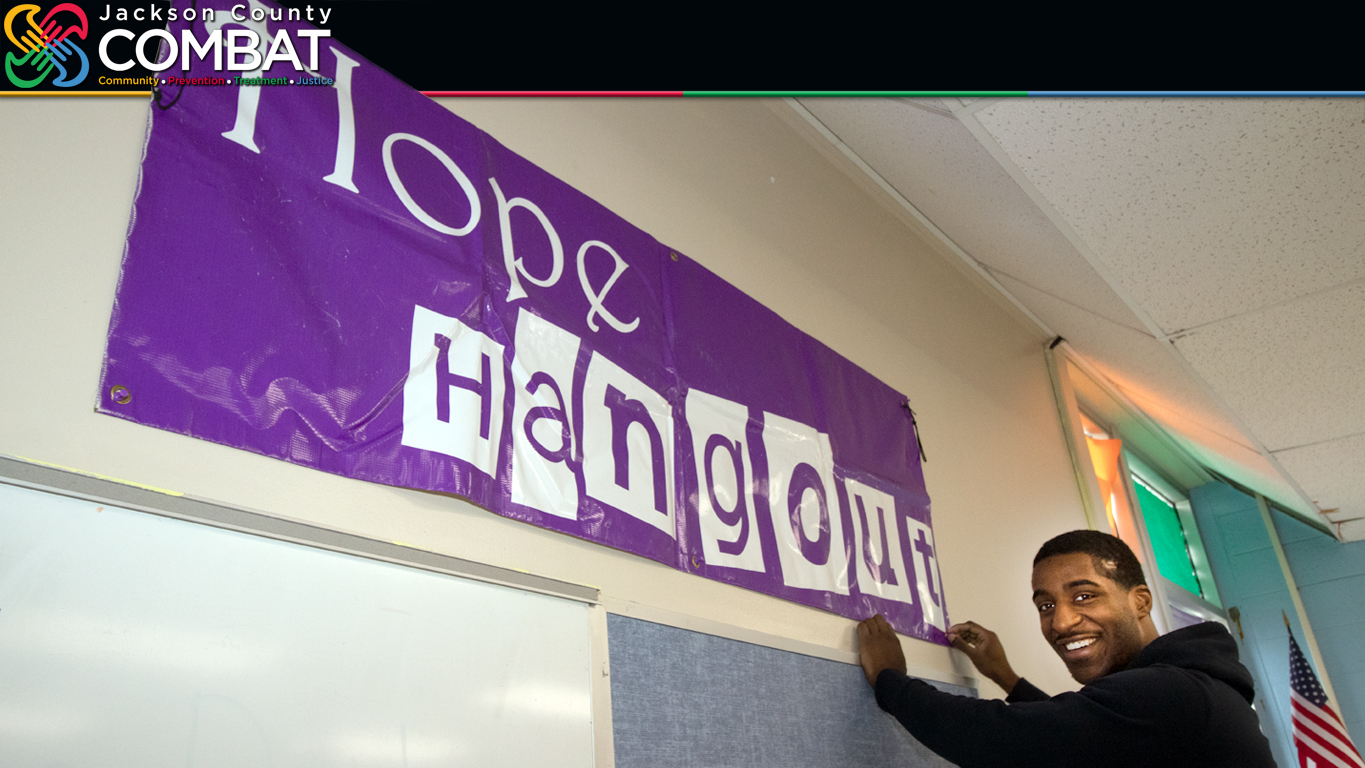 Jackson County
COMBAT
Community • Prevention • Treatment • Justice
Hope
Hangout